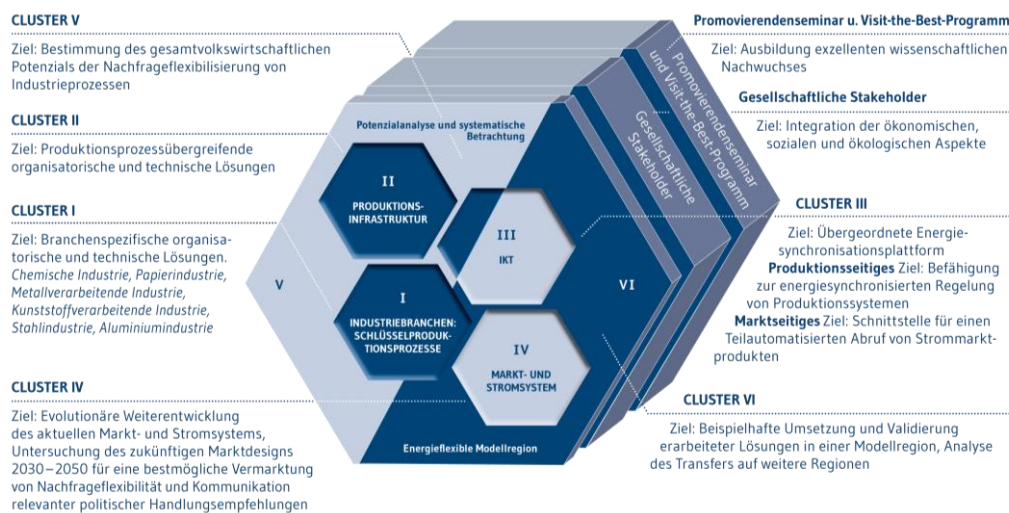 CLUSTER V
Ziel: Bestimmung des gesamtvolkswirtschaftlichen
Potenzials der Nachfrageflexibilisierung von
Industrieprozessen
CLUSTER II
Ziel: Produktionsprozessübergreifende
organisatorische und technische Lösungen
CLUSTER I
Ziel: Branchenspezifische organisa-
torische und technische Lösungen.
Chemische Industrie, Papierindustrie,
Metallverarbeitende Industrie,
Kunststoffverarbeitende Industrie,
Stahlindustrie, Aluminiumindustrie
CLUSTER IV
Ziel: Evolutionäre Weiterentwicklung
des aktuellen Markt- und Stromsystems,
Untersuchung des zukünftigen Marktdesigns
2030–2050 für eine bestmögliche Vermarktung
von Nachfrageflexibilität und Kommunikation
relevanter politischer Handlungsempfehlungen
Potenzialanalyse und systematische
Betrachtung
II
PRODUKTIONS-
INFRASTRUKTUR
III
IKT
V
I
INDUSTRIEBRANCHEN:
SCHLÜSSELPRODUK-
TIONSPROZESSE
VI
IV
MARKT- UND
STROMSYSTEM
Energieflexible Modellregion
Gesellschaftliche
Stakeholder
Promovierendenseminar
und Visit-the-Best-Programm
Promovierendenseminar u. Visit-the-Best-Programm
Ziel: Ausbildung exzellenten wissenschaftlichen
Nachwuchses
Gesellschaftliche Stakeholder
Ziel: Integration der ökonomischen,
sozialen und ökologischen Aspekte
CLUSTER III
Ziel: Übergeordnete Energie-
synchronisationsplattform
Produktionsseitiges Ziel: Befähigung
zur energiesynchronisierten Regelung
von Produktionssystemen
Marktseitiges Ziel: Schnittstelle für einen
Teilautomatisierten Abruf von Strommarkt-
produkten
CLUSTER VI
Ziel: Beispielhafte Umsetzung und Validierung
erarbeiteter Lösungen in einer Modellregion, Analyse
des Transfers auf weitere Regionen